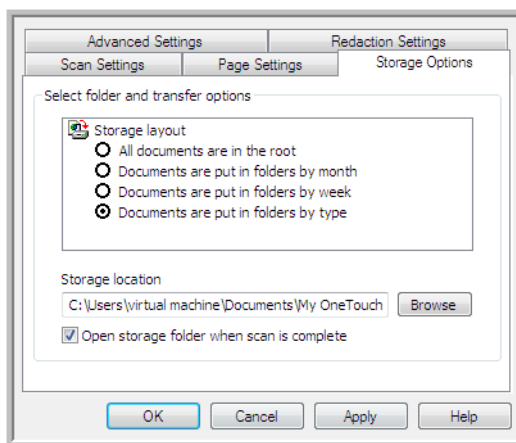 Advanced Settings Redaction Settings
Scan Settings Page Settings Storage Options
Select folder and transfer options
Storage layout
All documents are in the root
Documents are put in folders by month
Documents are put in folders by week
Documents are put in folders by type
Storage location
C:\Users\virtual machine\Documents\My OneTouch Browse
Open storage folder when scan is complete
OK Cancel Apply Help